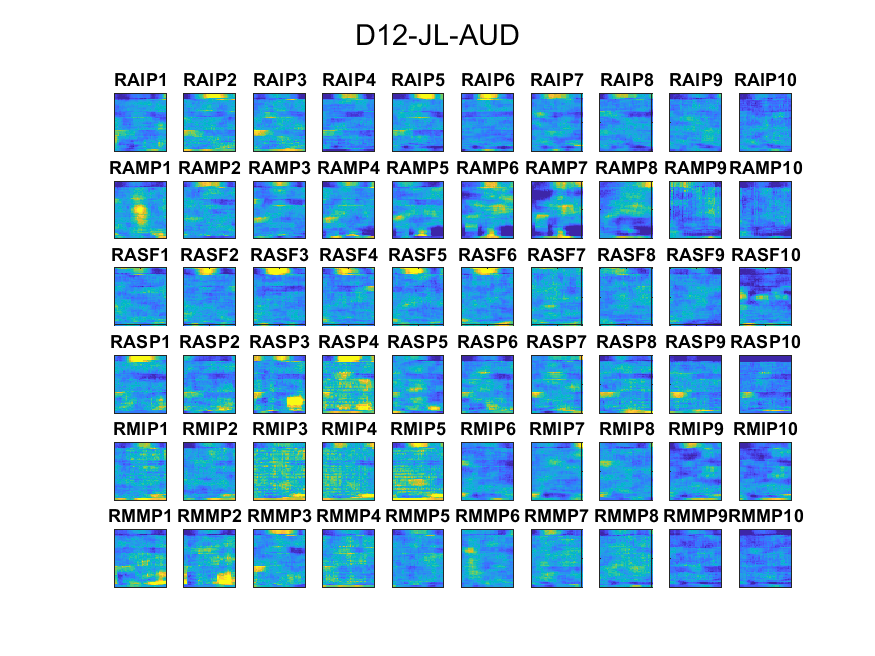 D12-JL-AUD
RAIP1 RAIP2 RAIP3 RAIP4 RAIP5 RAIP6 RAIP7 RAIP8 RAIP9 RAIP10
RAMP1 RAMP2 RAMP3 RAMP4 RAMP5 RAMP6 RAMP7 RAMP8 RAMP9 RAMP10
RASF1 RASF2 RASF3 RASF4 RASF5 RASF6 RASF7 RASF8 RASF9 RASF10
RASP1 RASP2 RASP3 RASP4 RASP5 RASP6 RASP7 RASP8 RASP9 RASP10
RMIP1 RMIP2 RMIP3 RMIP4 RMIP5 RMIP6 RMIP7 RMIP8 RMIP9 RMIP10
RMMP1 RMMP2 RMMP3 RMMP4 RMMP5 RMMP6 RMMP7 RMMP8 RMMP9 RMMP10